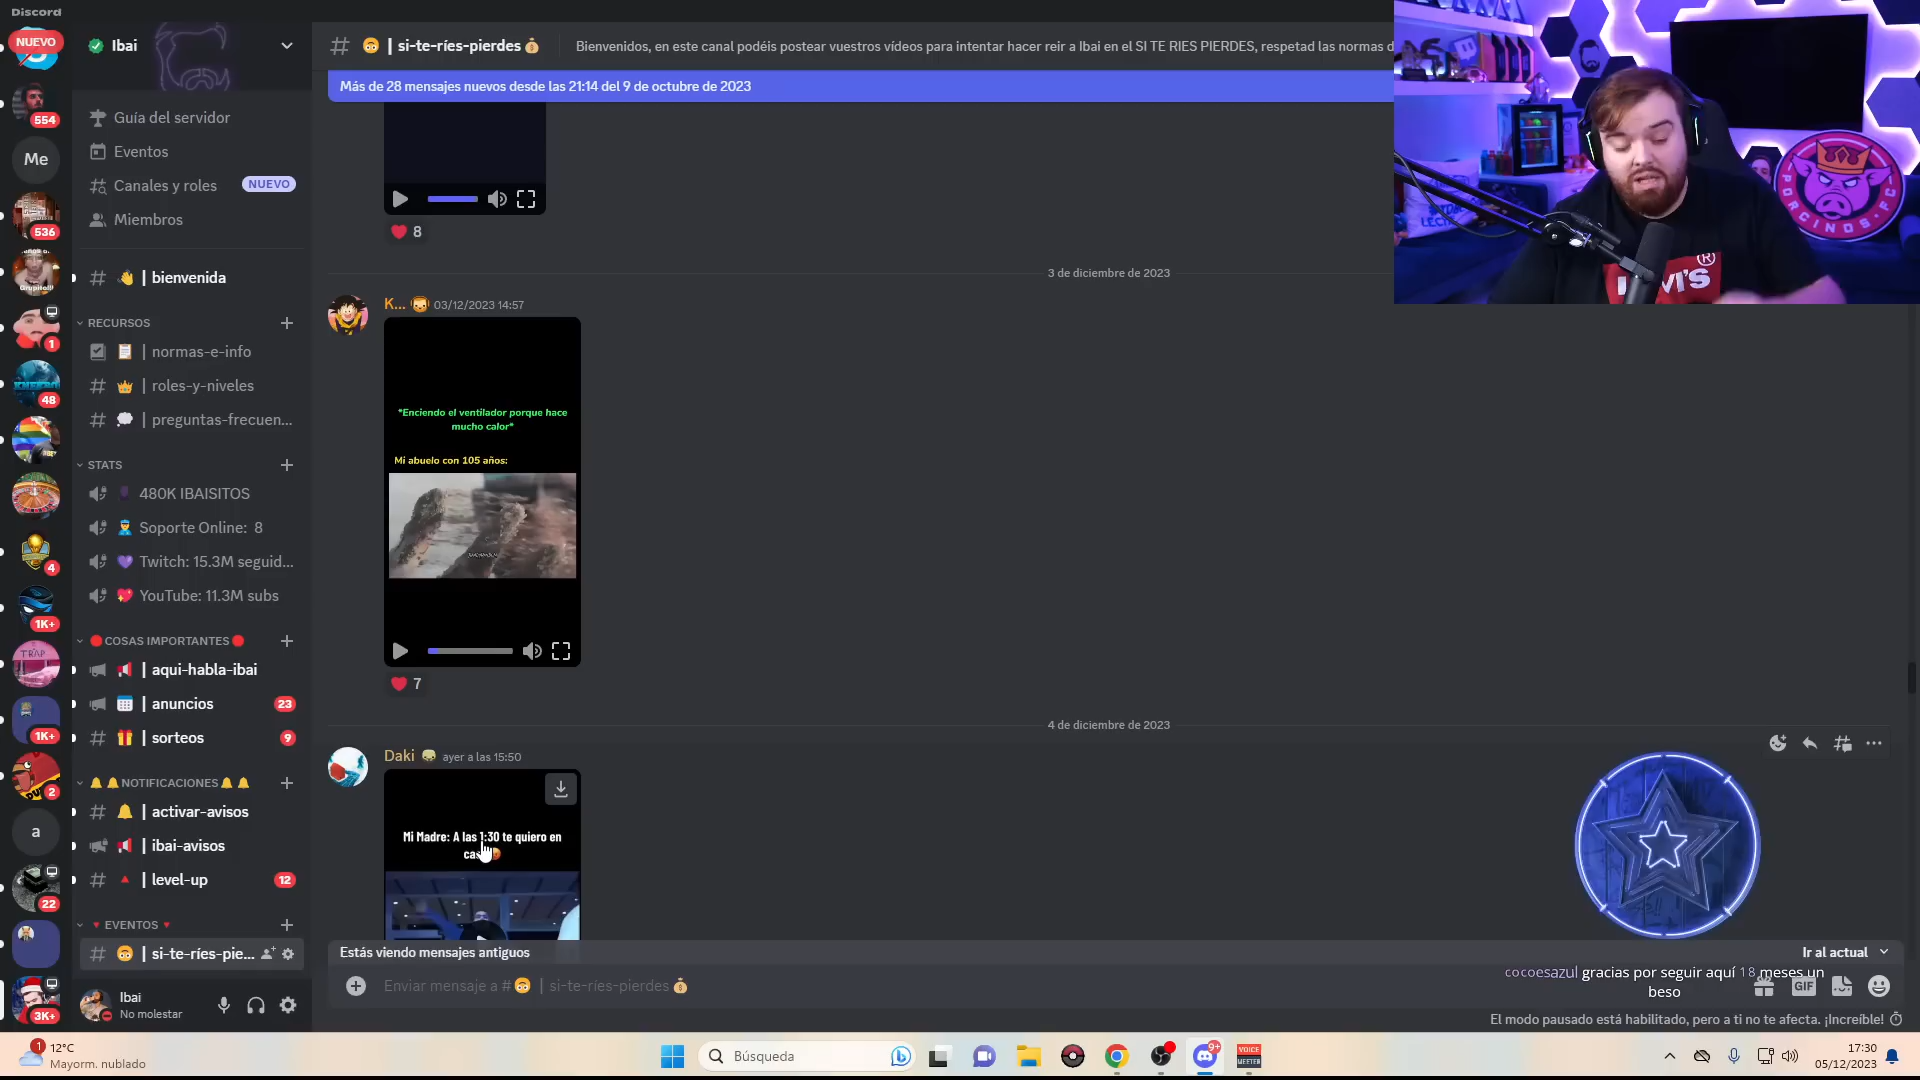 Discord
NUEVO
554
Me
536
1
48
4
1K+
TRAP
1K+
2
a
22
3K+
Ibai
Guía del servidor
Eventos
Canales y roles
NUEVO
Miembros
# 👋 | bienvenida
RECURSOS
📋 | normas-e-info
# 👑 | roles-y-niveles
# 💭 | preguntas-frecuen...
STATS
480K IBAISITOS
Soporte Online: 8
💜 Twitch: 15.3M seguid...
💖 YouTube: 11.3M subs
🔴COSAS IMPORTANTES🔴
📢 | aqui-habla-ibai
🗓️ | anuncios
23
# 🎁 | sorteos
9
🔔🔔NOTIFICACIONES🔔🔔
# 🔔 | activar-avisos
📢 | ibai-avisos
# 🔺 | level-up
12
🔻 EVENTOS 🔻
# 😳 | si-te-ríes-pie...
Ibai
No molestar
# 😳 | si-te-ríes-pierdes💰
Bienvenidos, en este canal podéis postear vuestros vídeos para intentar hacer reir a Ibai en el SI TE RIES PIERDES, respetad las normas d
Más de 28 mensajes nuevos desde las 21:14 del 9 de octubre de 2023
❤️ 8
3 de diciembre de 2023
K... 03/12/2023 14:57
*Enciendo el ventilador porque hace
mucho calor*
Mi abuelo con 105 años:
❤️ 7
4 de diciembre de 2023
Daki ayer a las 15:50
Mi Madre: A las 1:30 te quiero en
Estás viendo mensajes antiguos
Ir al actual
Enviar mensaje a #😳 | si-te-ríes-pierdes💰
cocoesazul gracias por seguir aquí 18 meses un
beso
GIF
El modo pausado está habilitado, pero a ti no te afecta. ¡Increíble!
PORCINOS FC
1
12°C
Mayorm. nublado
Búsqueda
9+
VOICE
MEETER
17:30
05/12/2023